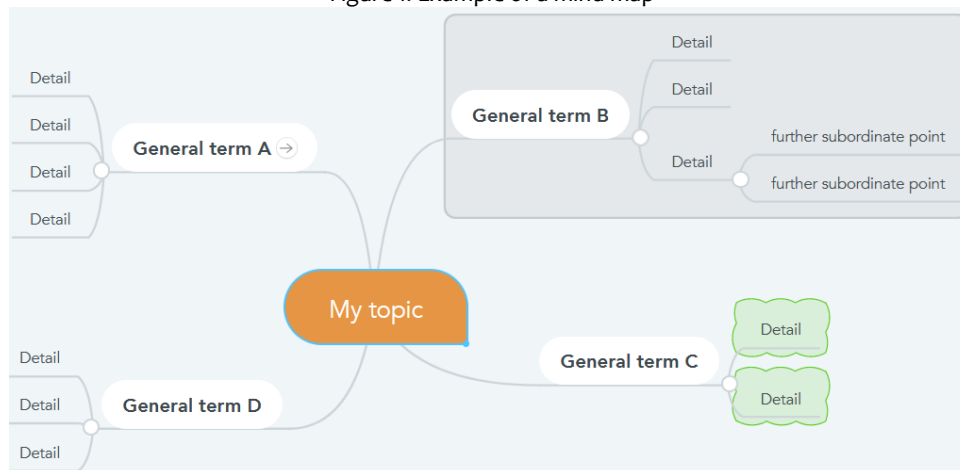 Figure 1: Example of a mind map
Detail
Detail
Detail
Detail
General term A
General term B
Detail
Detail
Detail
further subordinate point
further subordinate point
My topic
General term C
Detail
Detail
General term D
Detail
Detail
Detail